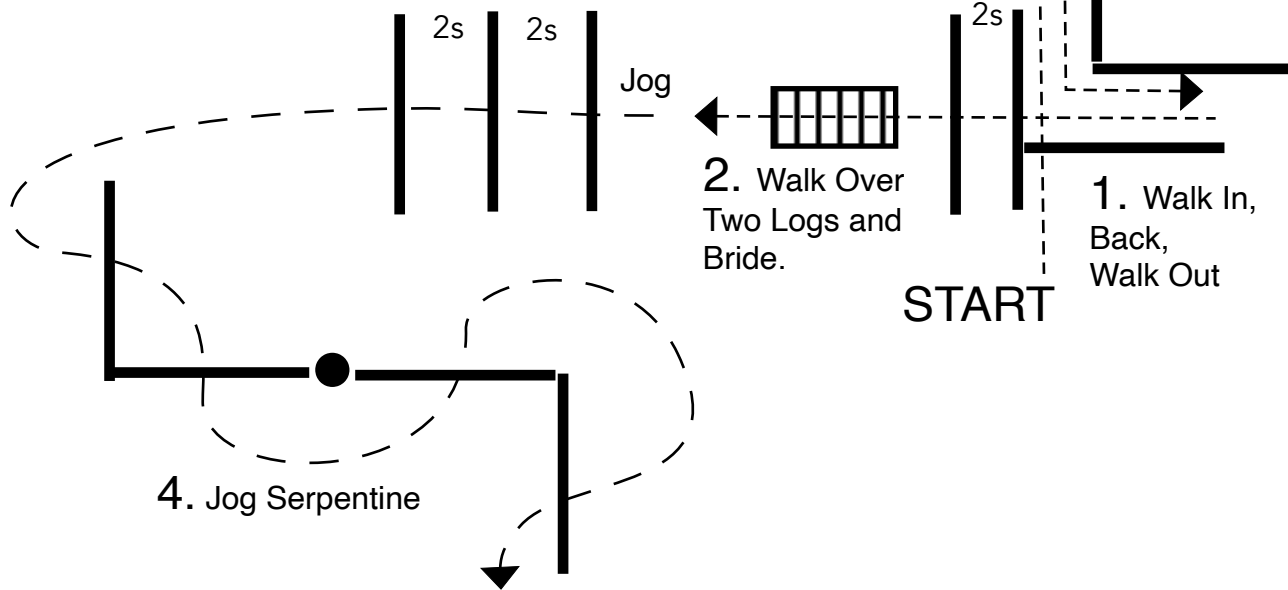 2s
2s
2s
Jog
2. Walk Over
Two Logs and
Bride.
1. Walk In,
Back,
Walk Out
START
4. Jog Serpentine